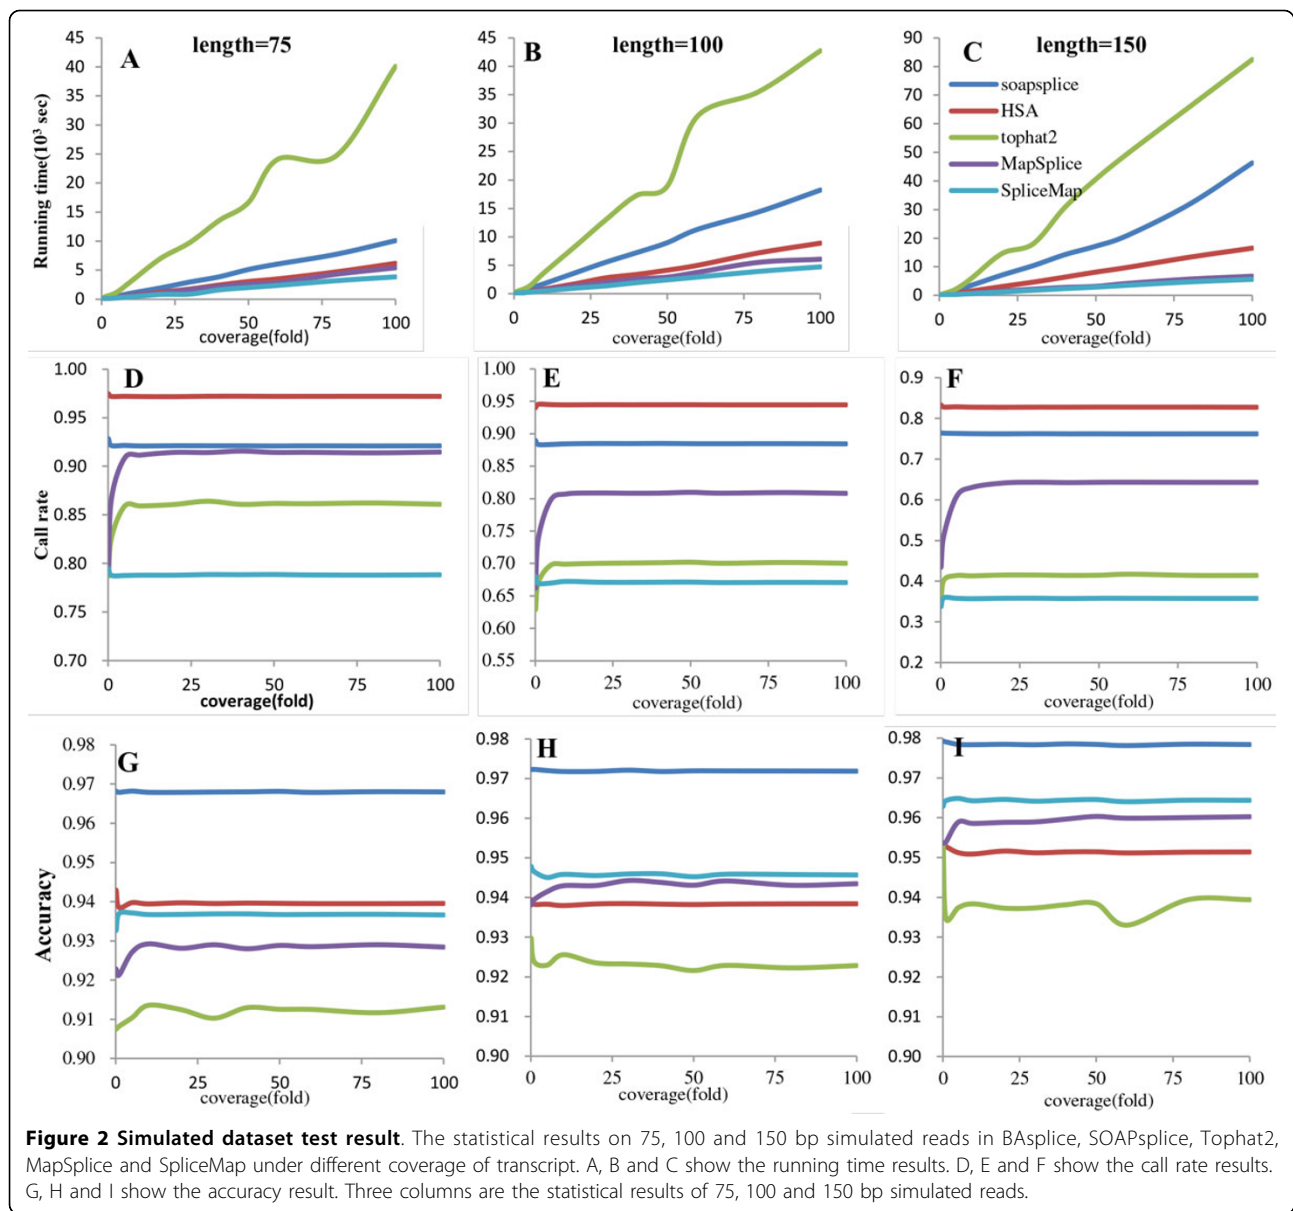 A
length=75
45
40
35
30
25
20
15
10
5
0
0 25 50 75 100
coverage(fold)
Running time(10³ sec)
B
length=100
45
40
35
30
25
20
15
10
5
0
0 25 50 75 100
coverage(fold)
C
length=150
90
80
70
60
50
40
30
20
10
0
soapsplice
HSA
tophat2
MapSplice
SpliceMap
0 25 50 75 100
coverage(fold)
D
1.00
0.95
0.90
0.85
0.80
0.75
0.70
0 25 50 75 100
coverage(fold)
Call rate
E
1.00
0.95
0.90
0.85
0.80
0.75
0.70
0.65
0.60
0.55
0 25 50 75 100
coverage(fold)
F
0.9
0.8
0.7
0.6
0.5
0.4
0.3
0.2
0 25 50 75 100
coverage(fold)
G
0.98
0.97
0.96
0.95
0.94
0.93
0.92
0.91
0.90
0 25 50 75 100
coverage(fold)
Accuracy
H
0.98
0.97
0.96
0.95
0.94
0.93
0.92
0.91
0.90
0 25 50 75 100
coverage(fold)
I
0.98
0.97
0.96
0.95
0.94
0.93
0.92
0.91
0.90
0 25 50 75 100
coverage(fold)
Figure 2 Simulated dataset test result. The statistical results on 75, 100 and 150 bp simulated reads in BAsplice, SOAPsplice, Tophat2,
MapSplice and SpliceMap under different coverage of transcript. A, B and C show the running time results. D, E and F show the call rate results.
G, H and I show the accuracy result. Three columns are the statistical results of 75, 100 and 150 bp simulated reads.